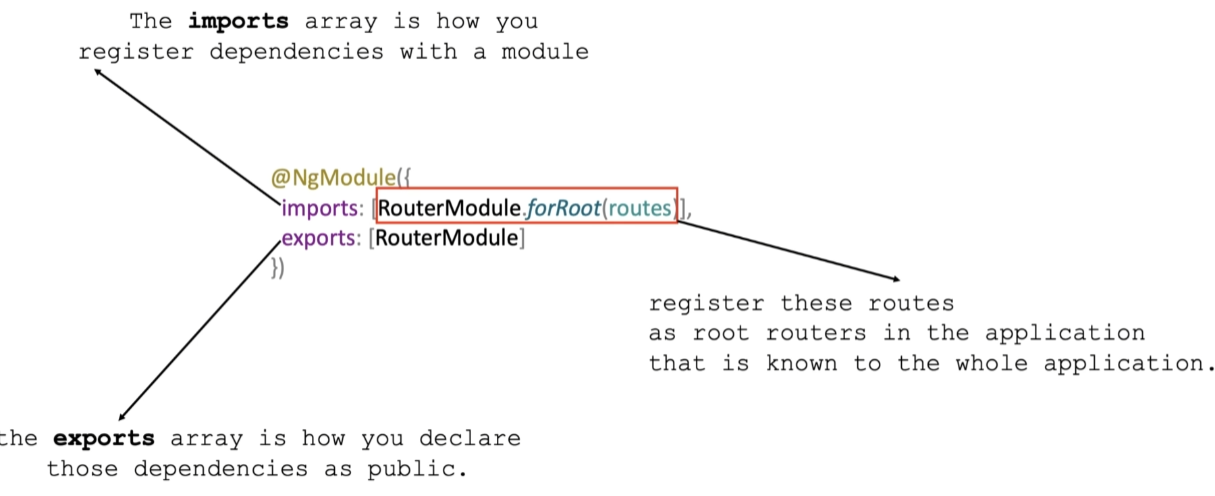 The imports array is how you
register dependencies with a module
@NgModule({
imports: [RouterModule.forRoot(routes)],
exports: [RouterModule]
})
register these routes
as root routers in the application
that is known to the whole application.
the exports array is how you declare
those dependencies as public.